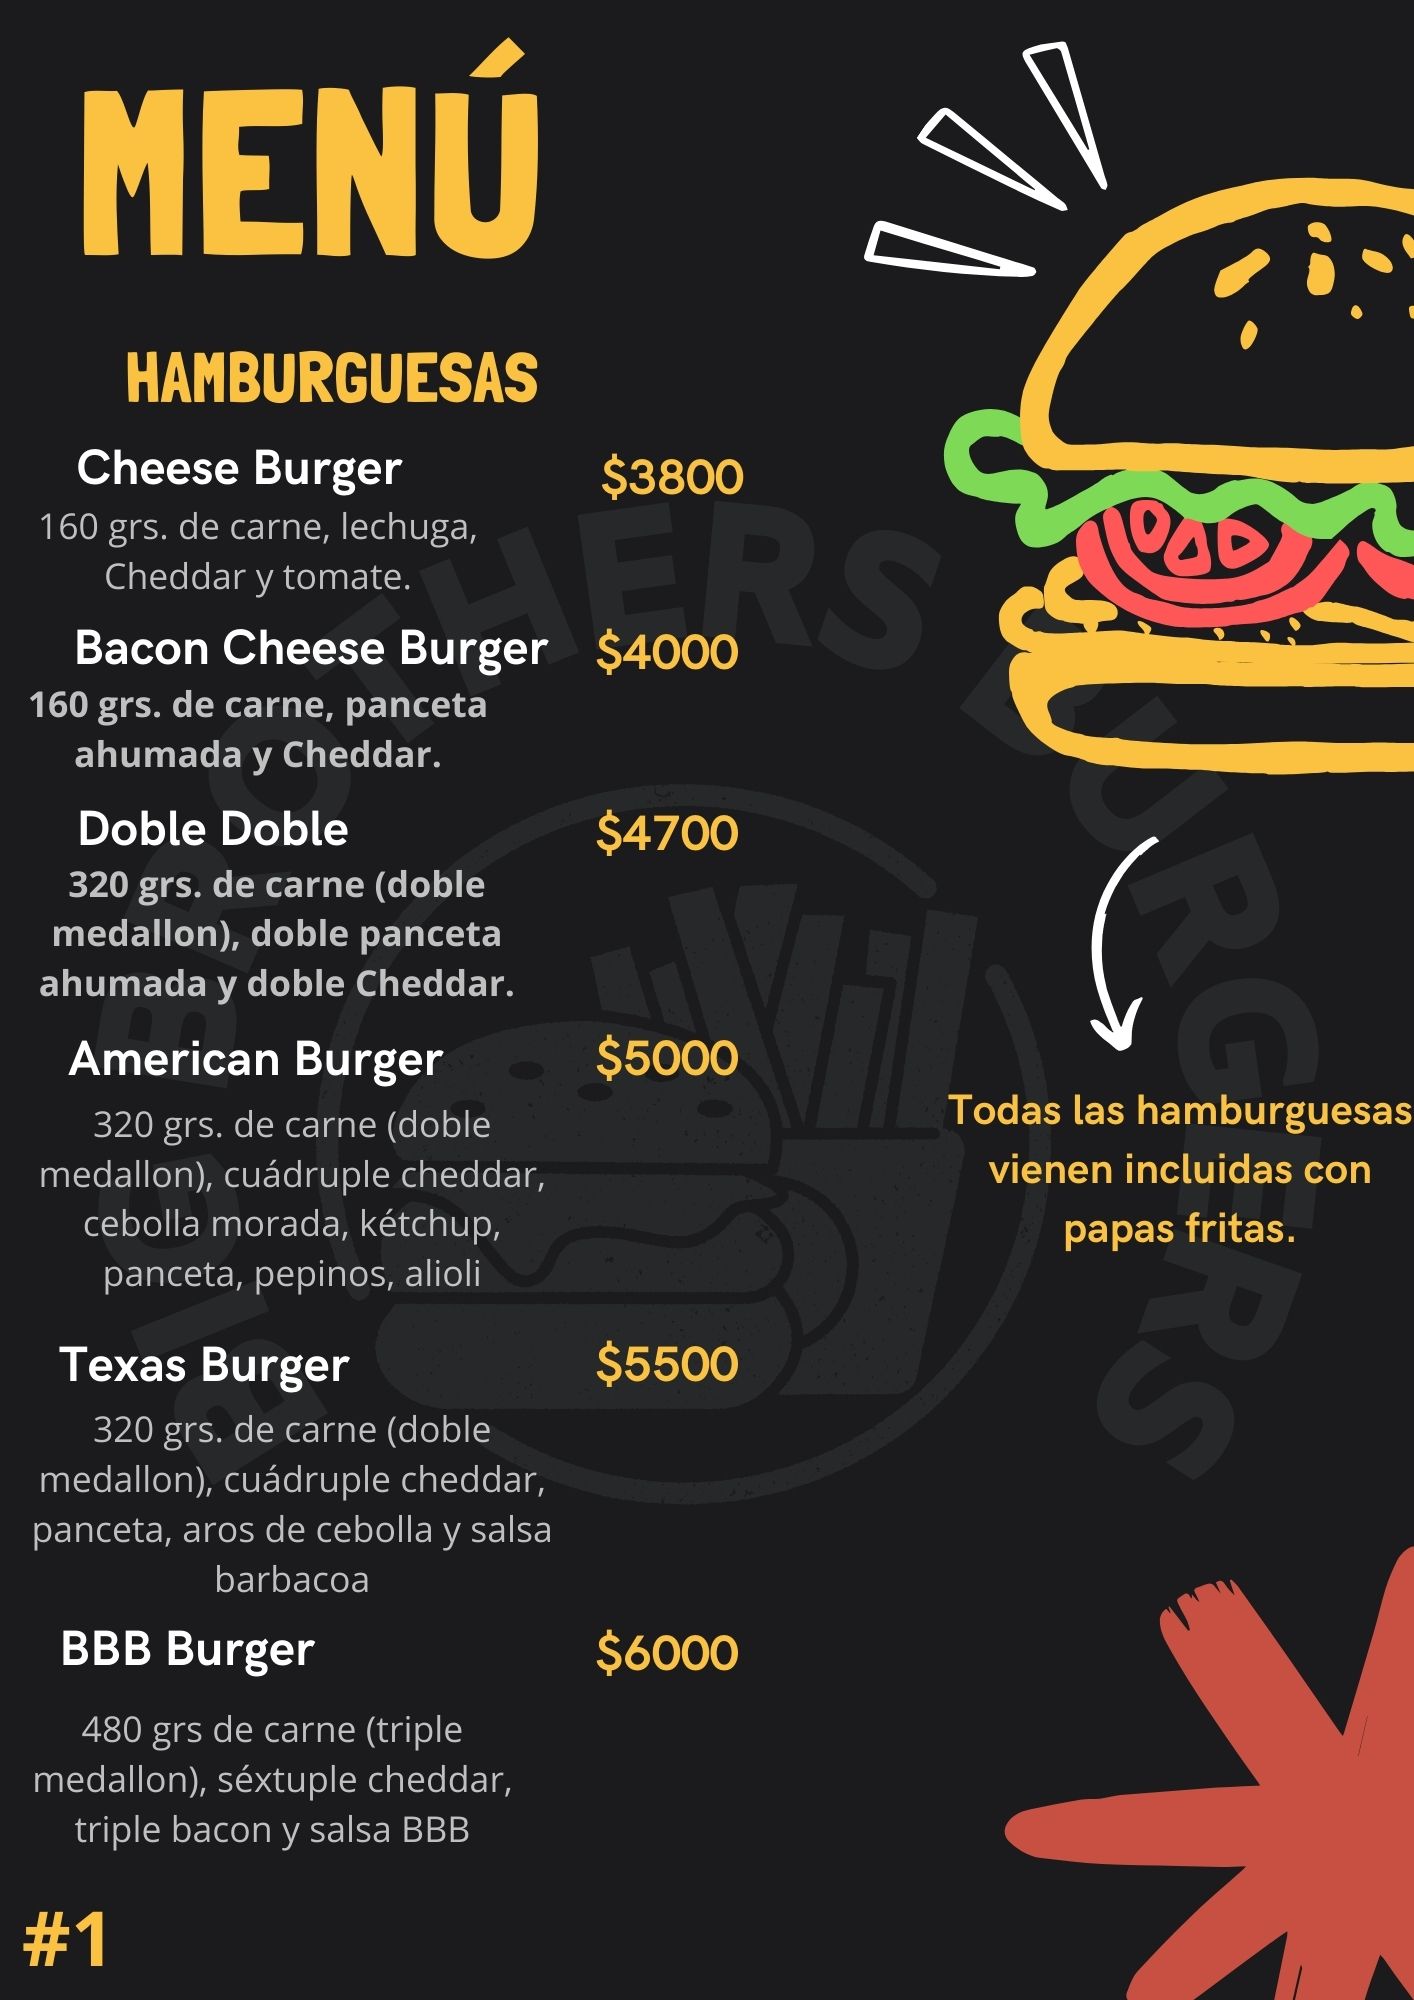 MENÚ
HAMBURGUESAS
Cheese Burger $3800
160 grs. de carne, lechuga,
Cheddar y tomate.
Bacon Cheese Burger $4000
160 grs. de carne, panceta
ahumada y Cheddar.
Doble Doble $4700
320 grs. de carne (doble
medallon), doble panceta
ahumada y doble Cheddar.
American Burger $5000
320 grs. de carne (doble
medallon), cuádruple cheddar,
cebolla morada, kétchup,
panceta, pepinos, alioli
Texas Burger $5500
320 grs. de carne (doble
medallon), cuádruple cheddar,
panceta, aros de cebolla y salsa
barbacoa
BBB Burger $6000
480 grs de carne (triple
medallon), séxtuple cheddar,
triple bacon y salsa BBB
#1
Todas las hamburguesas
vienen incluidas con
papas fritas.
BIG BROTHERS BURGERS